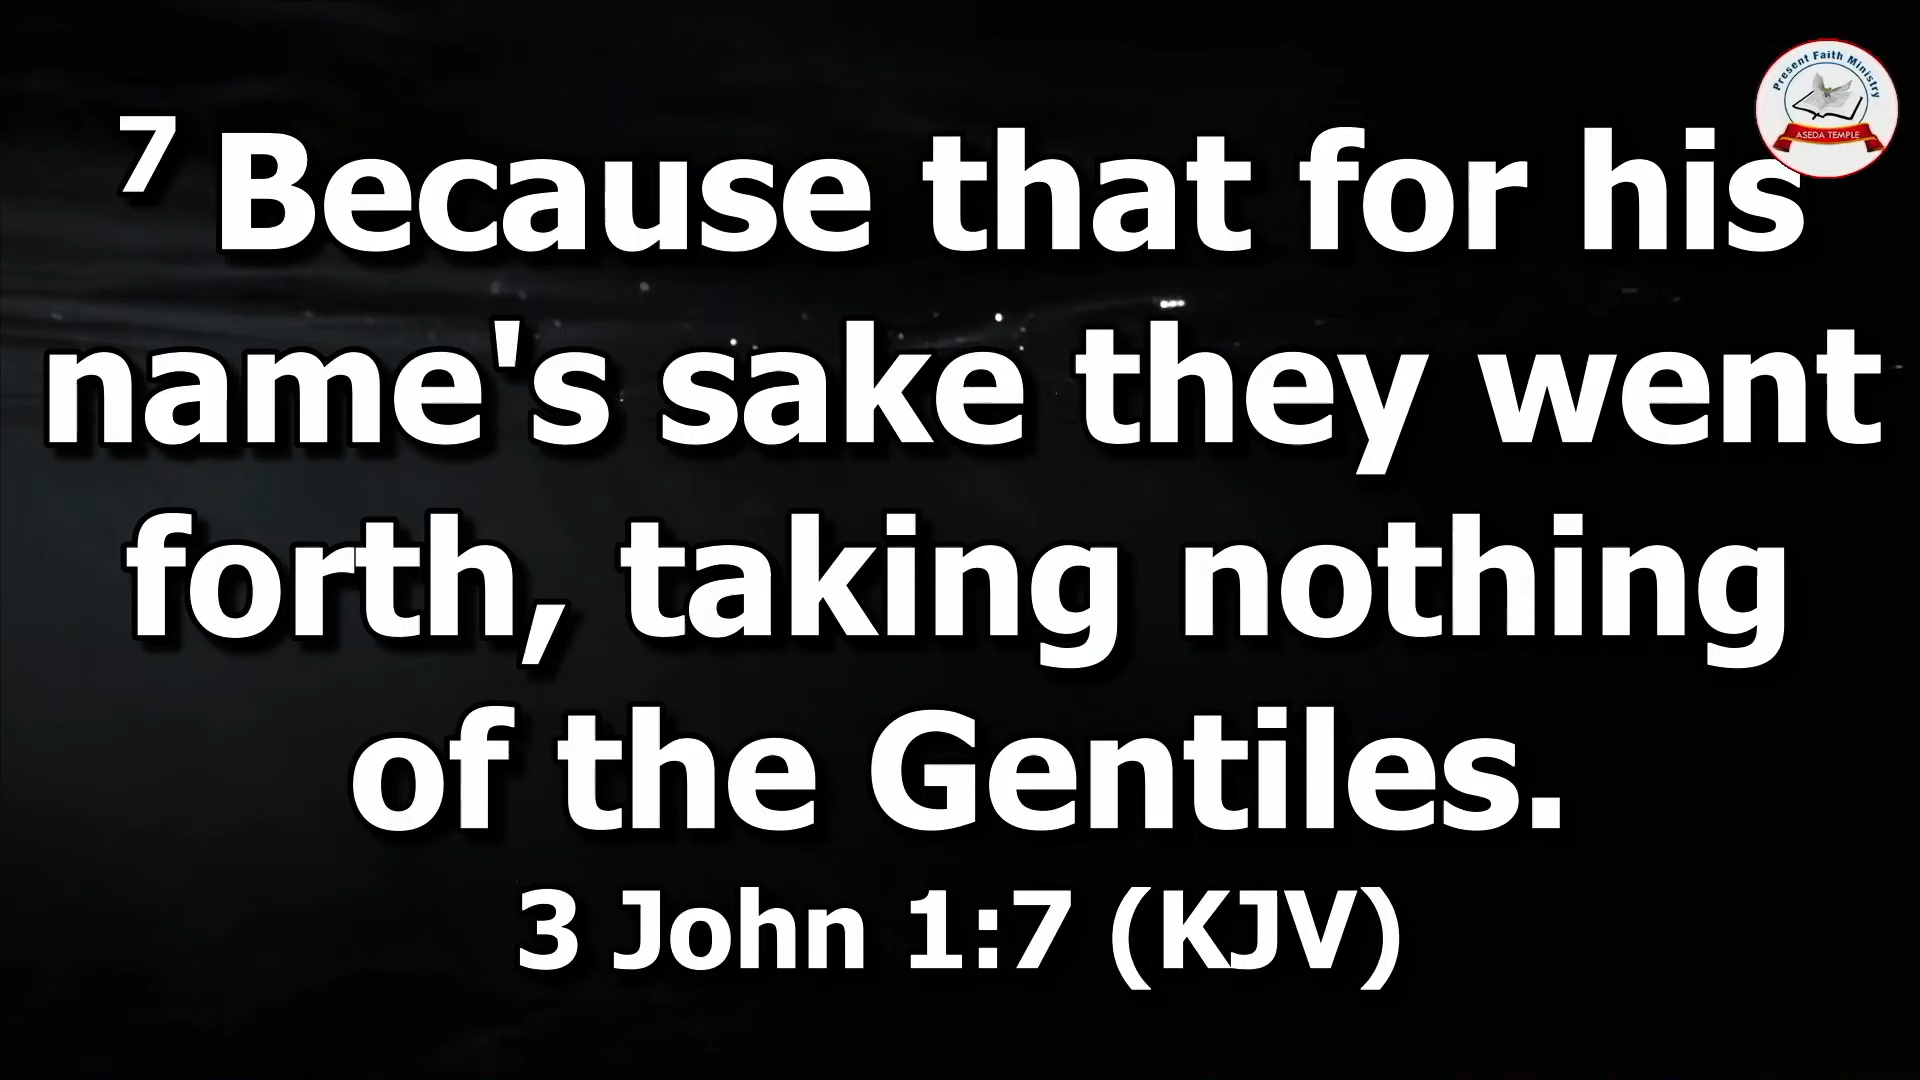 Present Faith Ministry
ASEDA TEMPLE
7 Because that for his
name's sake they went
forth, taking nothing
of the Gentiles.
3 John 1:7 (KJV)